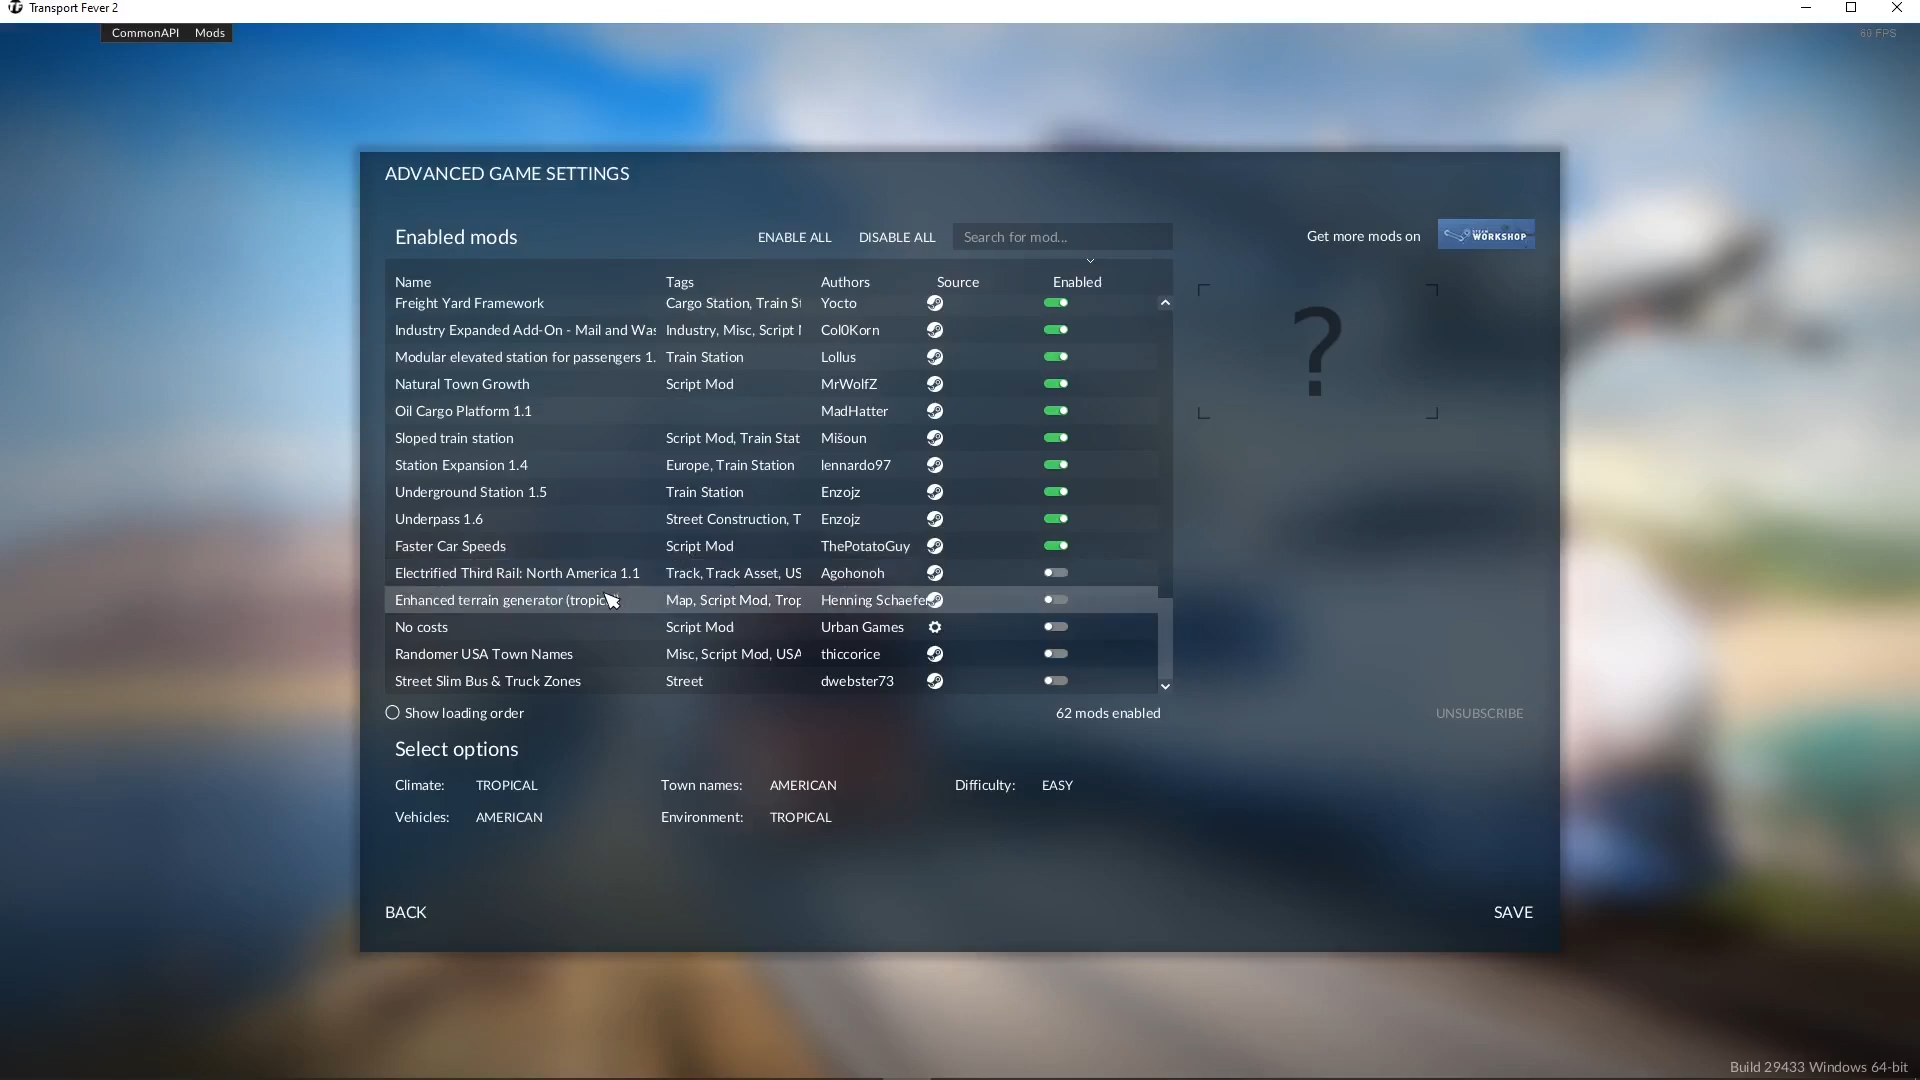 Transport Fever 2
CommonAPI Mods
60 FPS
ADVANCED GAME SETTINGS
Enabled mods ENABLE ALL DISABLE ALL Search for mod... Get more mods on STEAM WORKSHOP
Name Tags Authors Source Enabled
Freight Yard Framework Cargo Station, Train St Yocto
Industry Expanded Add-On - Mail and Was Industry, Misc, Script M Col0Korn
Modular elevated station for passengers 1. Train Station Lollus
Natural Town Growth Script Mod MrWolfZ
Oil Cargo Platform 1.1 MadHatter
Sloped train station Script Mod, Train Stat Mišoun
Station Expansion 1.4 Europe, Train Station lennardo97
Underground Station 1.5 Train Station Enzojz
Underpass 1.6 Street Construction, T Enzojz
Faster Car Speeds Script Mod ThePotatoGuy
Electrified Third Rail: North America 1.1 Track, Track Asset, US Agohonoh
Enhanced terrain generator (tropic Map, Script Mod, Trop Henning Schaefer
No costs Script Mod Urban Games
Randomer USA Town Names Misc, Script Mod, USA thiccorice
Street Slim Bus & Truck Zones Street dwebster73
Show loading order 62 mods enabled UNSUBSCRIBE
Select options
Climate: TROPICAL Town names: AMERICAN Difficulty: EASY
Vehicles: AMERICAN Environment: TROPICAL
BACK SAVE
Build 29433 Windows 64-bit